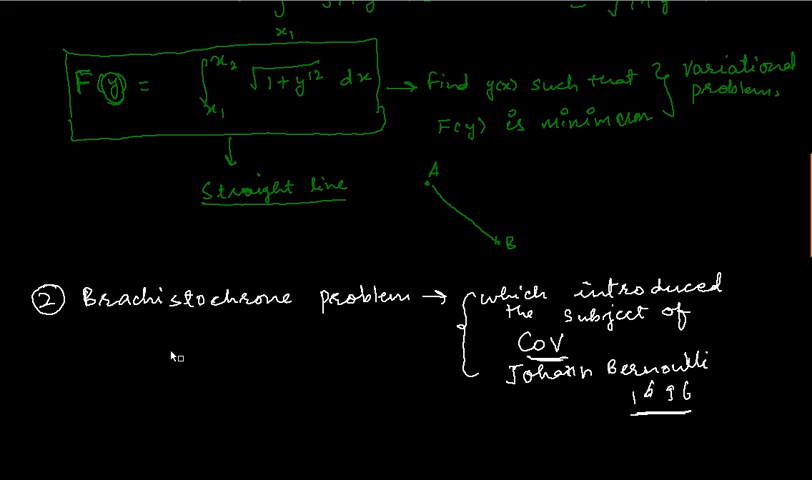 x₁
F(y) = ∫_{x₁}^{x₂} √(1+y'²) dx → find y(x) such that F(y) is minimum } variational problem.
Straight line
A
B
② Brachistochrone problem → { which introduced
the subject of
CoV
Johann Bernoulli
1696